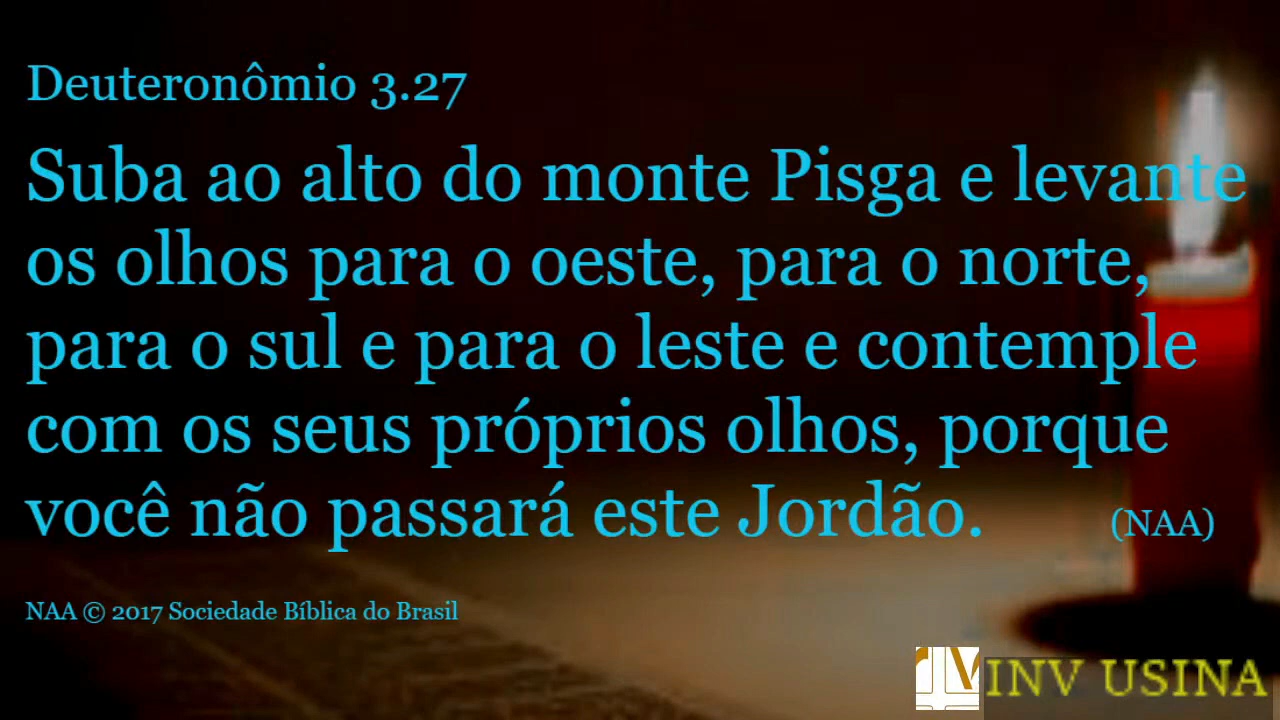 Deuteronômio 3.27
Suba ao alto do monte Pisga e levante
os olhos para o oeste, para o norte,
para o sul e para o leste e contemple
com os seus próprios olhos, porque
você não passará este Jordão. (NAA)
NAA © 2017 Sociedade Bíblica do Brasil
INV USINA